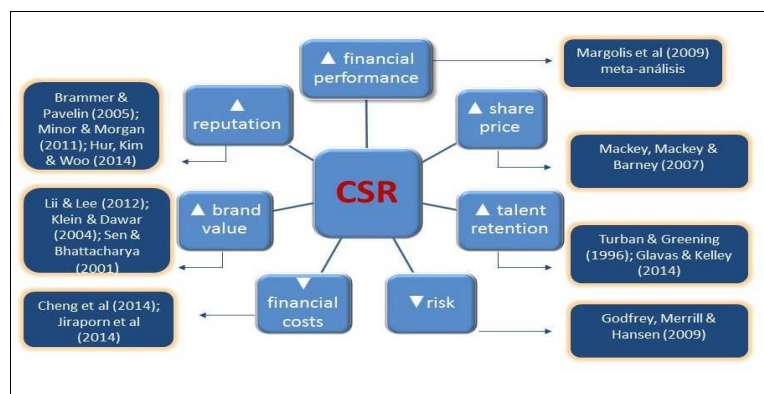 ▲ financial
performance
Margolis et al (2009)
meta-análisis
Brammer &
Pavelin (2005);
Minor & Morgan
(2011); Hur, Kim
& Woo (2014)
▲
reputation
▲ share
price
Mackey, Mackey &
Barney (2007)
CSR
Lii & Lee (2012);
Klein & Dawar
(2004); Sen &
Bhattacharya
(2001)
▲ brand
value
▲ talent
retention
Turban & Greening
(1996); Glavas & Kelley
(2014)
Cheng et al (2014);
Jiraporn et al
(2014)
▼
financial
costs
▼risk
Godfrey, Merrill &
Hansen (2009)